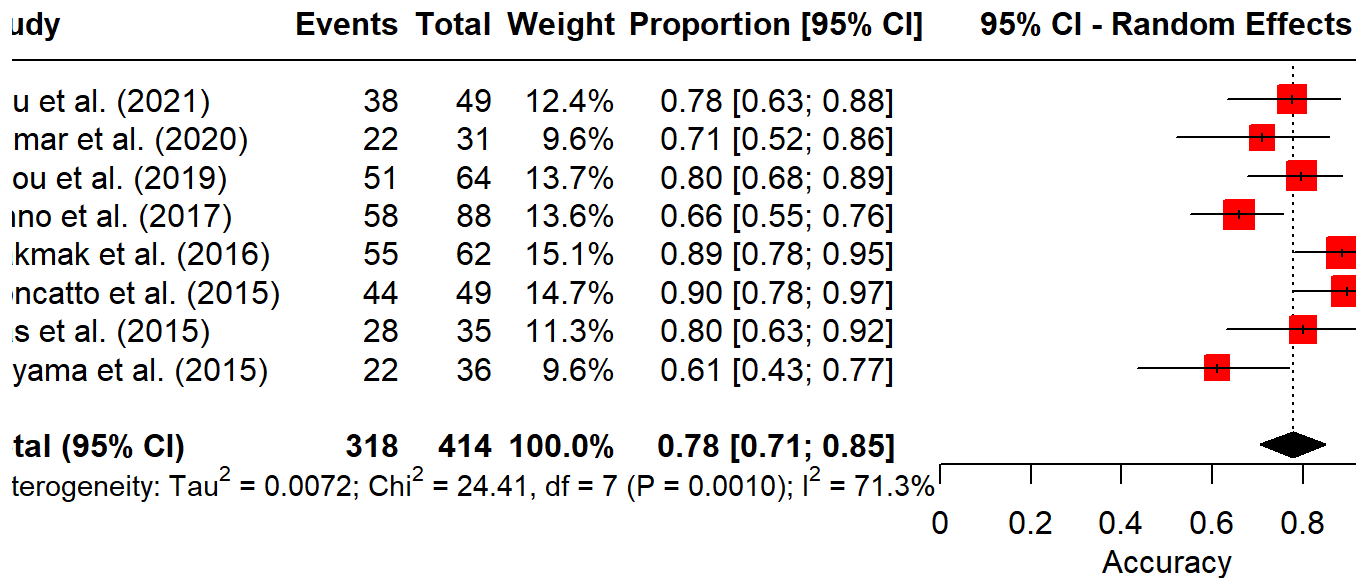 udy Events Total Weight Proportion [95% CI] 95% CI - Random Effects
u et al. (2021) 38 49 12.4% 0.78 [0.63; 0.88]
mar et al. (2020) 22 31 9.6% 0.71 [0.52; 0.86]
ou et al. (2019) 51 64 13.7% 0.80 [0.68; 0.89]
no et al. (2017) 58 88 13.6% 0.66 [0.55; 0.76]
kmak et al. (2016) 55 62 15.1% 0.89 [0.78; 0.95]
oncatto et al. (2015) 44 49 14.7% 0.90 [0.78; 0.97]
s et al. (2015) 28 35 11.3% 0.80 [0.63; 0.92]
yama et al. (2015) 22 36 9.6% 0.61 [0.43; 0.77]
tal (95% CI) 318 414 100.0% 0.78 [0.71; 0.85]
terogeneity: Tau² = 0.0072; Chi² = 24.41, df = 7 (P = 0.0010); I² = 71.3%
0 0.2 0.4 0.6 0.8
Accuracy